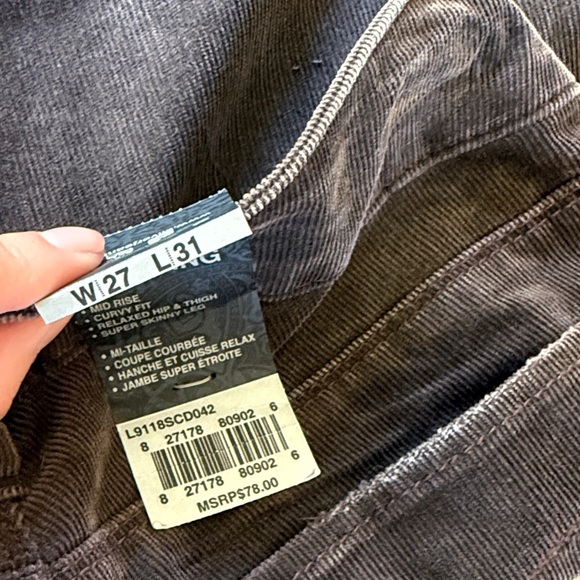 W 27 L 31
• MID RISE
• CURVY FIT
• RELAXED HIP & THIGH
• SUPER SKINNY LEG
• MI-TAILLE
• COUPE COURBÉE
• HANCHE ET CUISSE RELAX
• JAMBE SUPER ÉTROITE
L9118SCD042
8 27178 80902 6
8 27178 80902 6
MSRP$78.00